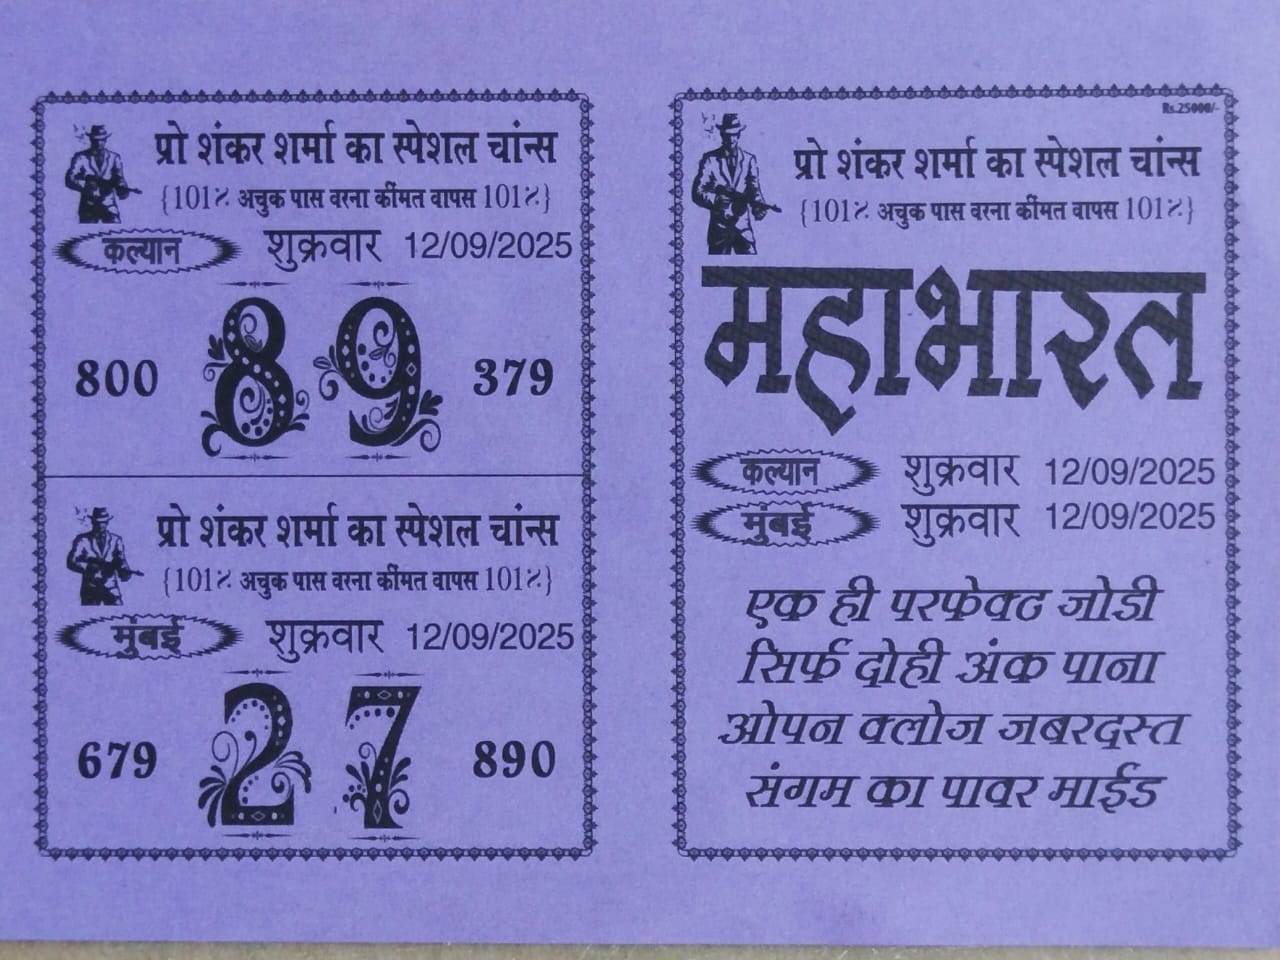 प्रो शंकर शर्मा का स्पेशल चांन्स
{101% अचुक पास वरना कींमत वापस 101%}
कल्यान शुक्रवार 12/09/2025
800 89 379
प्रो शंकर शर्मा का स्पेशल चांन्स
{101% अचुक पास वरना कींमत वापस 101%}
मुंबई शुक्रवार 12/09/2025
679 27 890
Rs.25000/-
प्रो शंकर शर्मा का स्पेशल चांन्स
{101% अचुक पास वरना कींमत वापस 101%}
महाभारत
कल्यान शुक्रवार 12/09/2025
मुंबई शुक्रवार 12/09/2025
एक ही परफेक्ट जोडी
सिर्फ दोही अंक पाना
ओपन क्लोज जबरदस्त
संगम का पावर माईंड